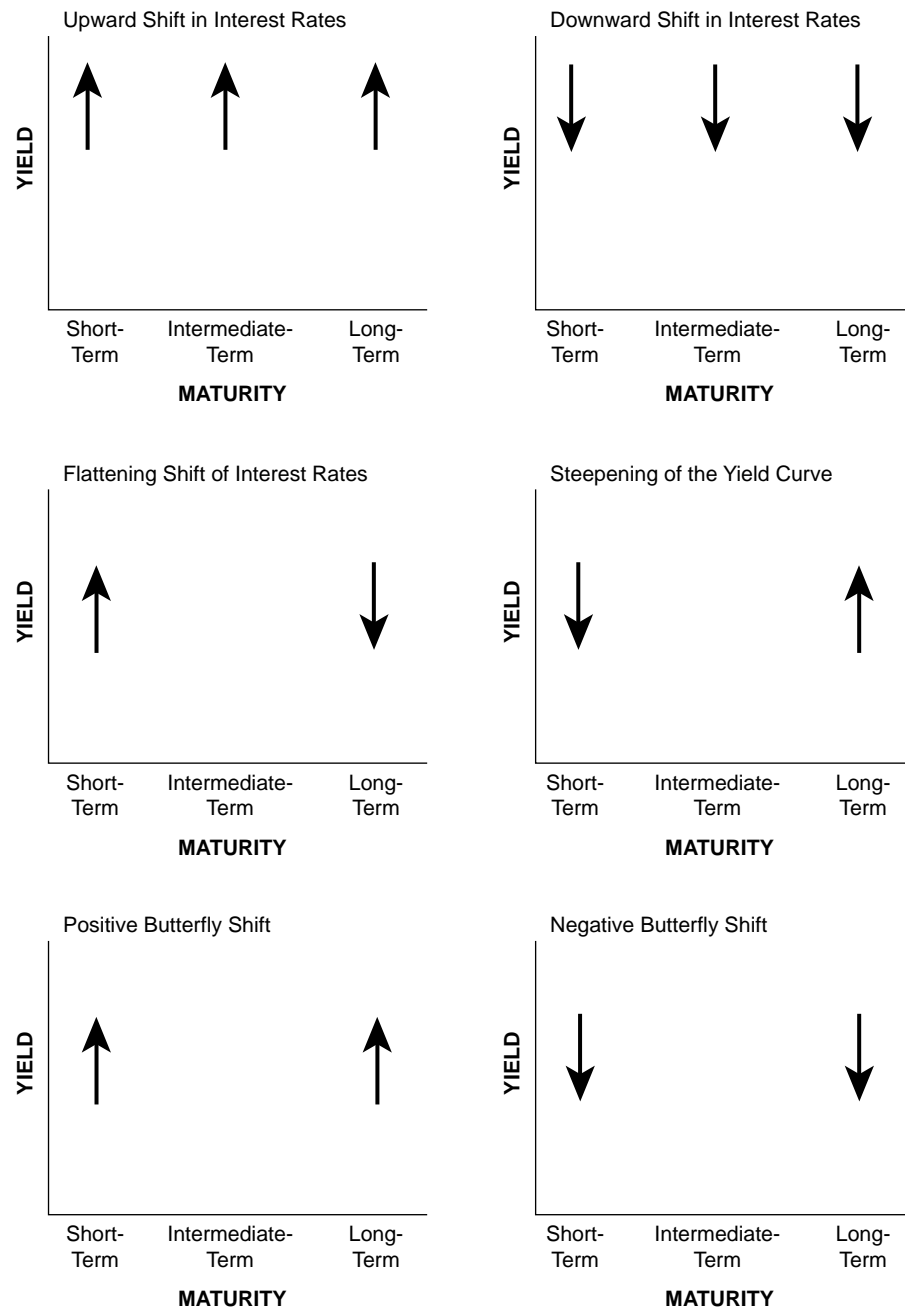 Upward Shift in Interest Rates
YIELD
Short-
Term
Intermediate-
Term
Long-
Term
MATURITY
Downward Shift in Interest Rates
YIELD
Short-
Term
Intermediate-
Term
Long-
Term
MATURITY
Flattening Shift of Interest Rates
YIELD
Short-
Term
Intermediate-
Term
Long-
Term
MATURITY
Steepening of the Yield Curve
YIELD
Short-
Term
Intermediate-
Term
Long-
Term
MATURITY
Positive Butterfly Shift
YIELD
Short-
Term
Intermediate-
Term
Long-
Term
MATURITY
Negative Butterfly Shift
YIELD
Short-
Term
Intermediate-
Term
Long-
Term
MATURITY